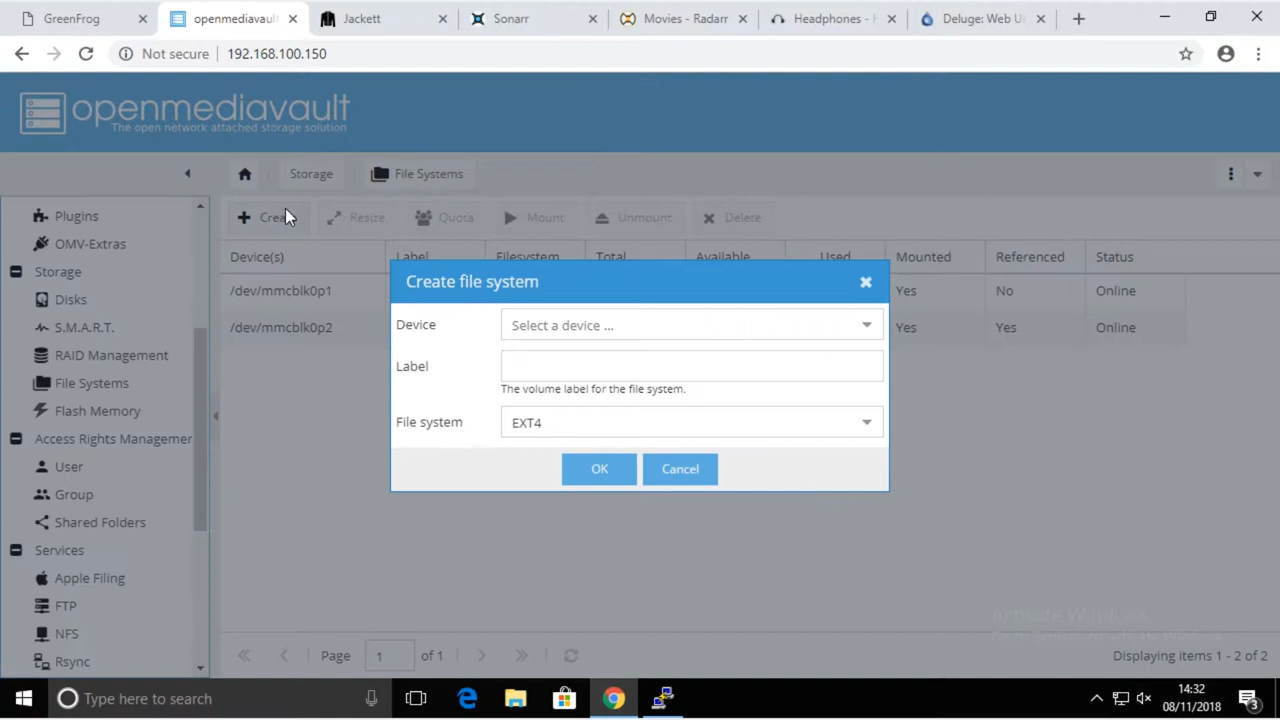 GreenFrog
openmediavault
Jackett
Sonarr
Movies - Radarr
Headphones -
Deluge: Web U
Not secure
192.168.100.150
openmediavault
The open network attached storage solution
Storage
File Systems
Plugins
OMV-Extras
Storage
Disks
S.M.A.R.T.
RAID Management
File Systems
Flash Memory
Access Rights Managemen
User
Group
Shared Folders
Services
Apple Filing
FTP
NFS
Rsync
Create
Resize
Quota
Mount
Unmount
Delete
Device(s)
Label
Filesystem
Total
Available
Used
Mounted
Referenced
Status
/dev/mmcblk0p1
Yes
No
Online
/dev/mmcblk0p2
Yes
Yes
Online
Create file system
Device
Select a device ...
Label
The volume label for the file system.
File system
EXT4
OK
Cancel
Activate Windows
Page
1
of 1
Displaying items 1 - 2 of 2
Type here to search
14:32
08/11/2018
3